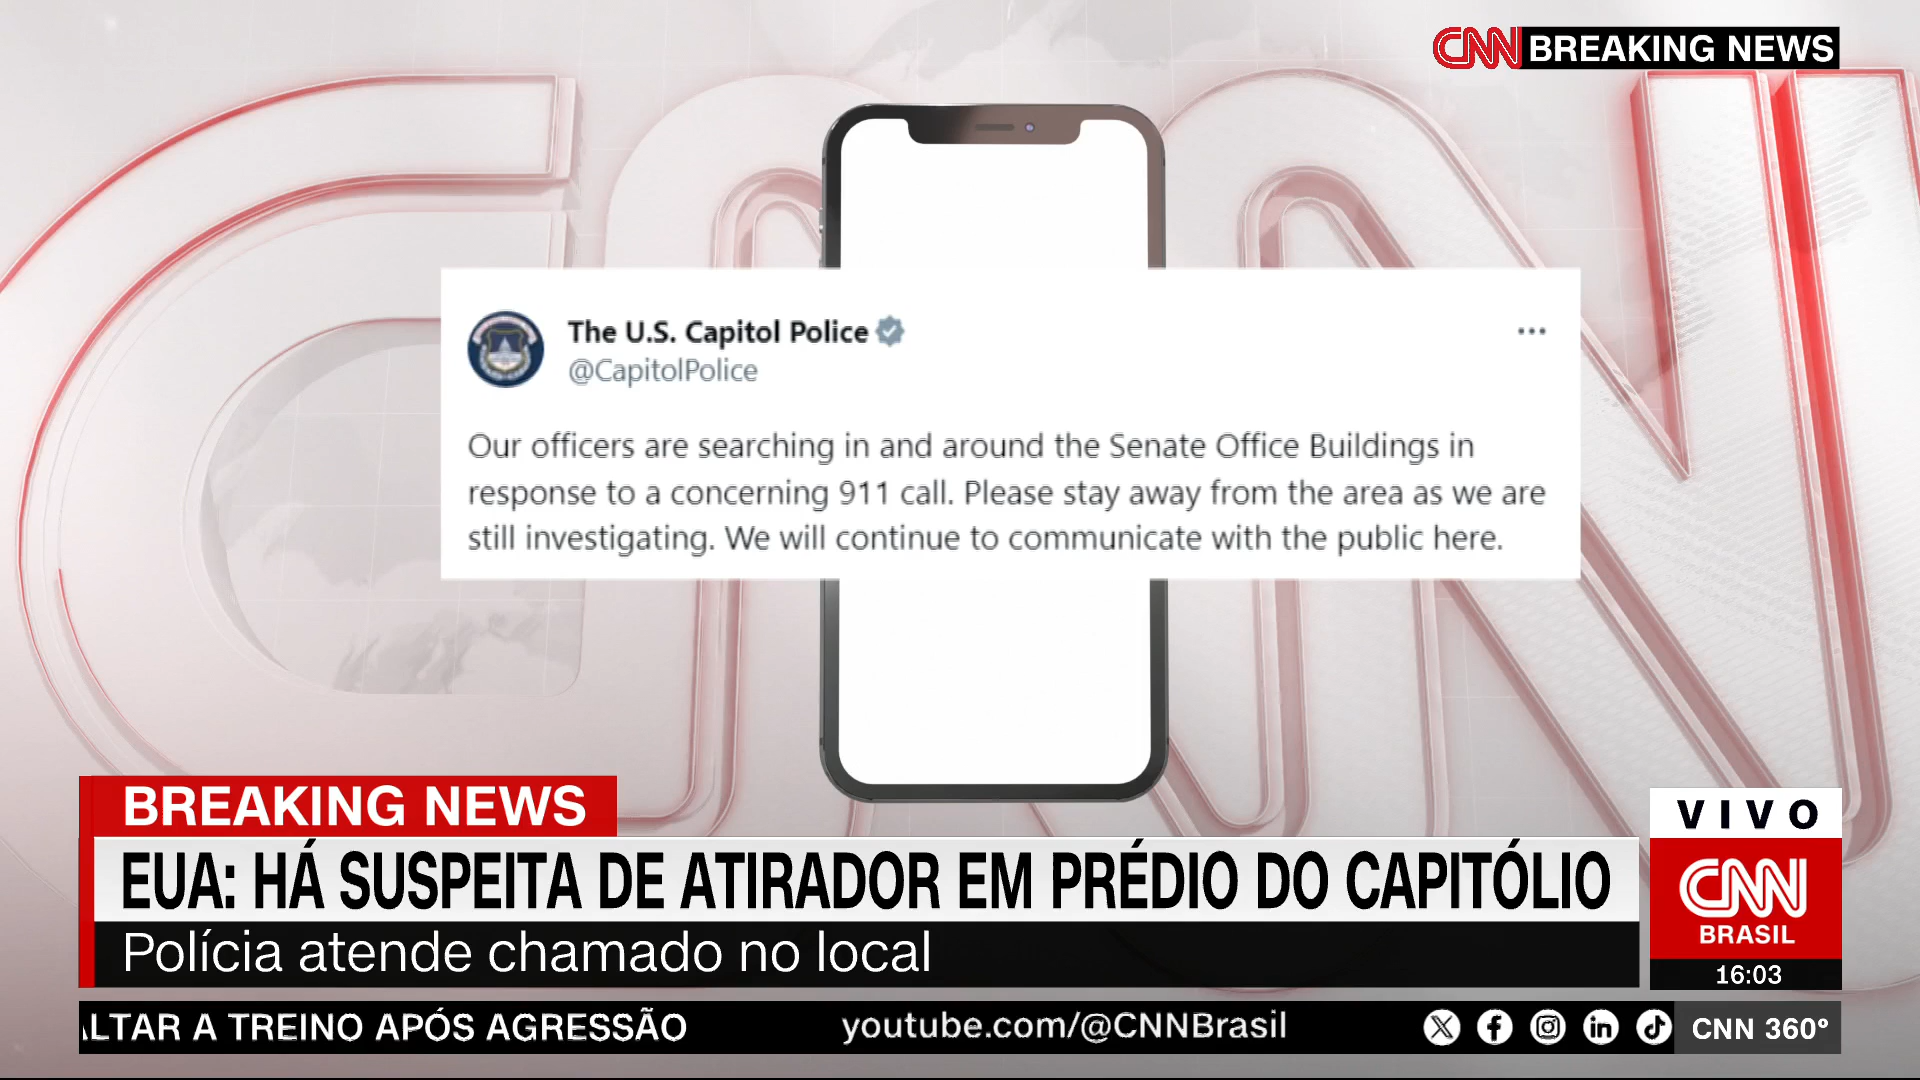 CNN BREAKING NEWS
The U.S. Capitol Police
@CapitolPolice
Our officers are searching in and around the Senate Office Buildings in
response to a concerning 911 call. Please stay away from the area as we are
still investigating. We will continue to communicate with the public here.
BREAKING NEWS
EUA: HÁ SUSPEITA DE ATIRADOR EM PRÉDIO DO CAPITÓLIO
Polícia atende chamado no local
VIVO
CNN
BRASIL
16:03
LTAR A TREINO APÓS AGRESSÃO
youtube.com/@CNNBrasil
CNN 360°